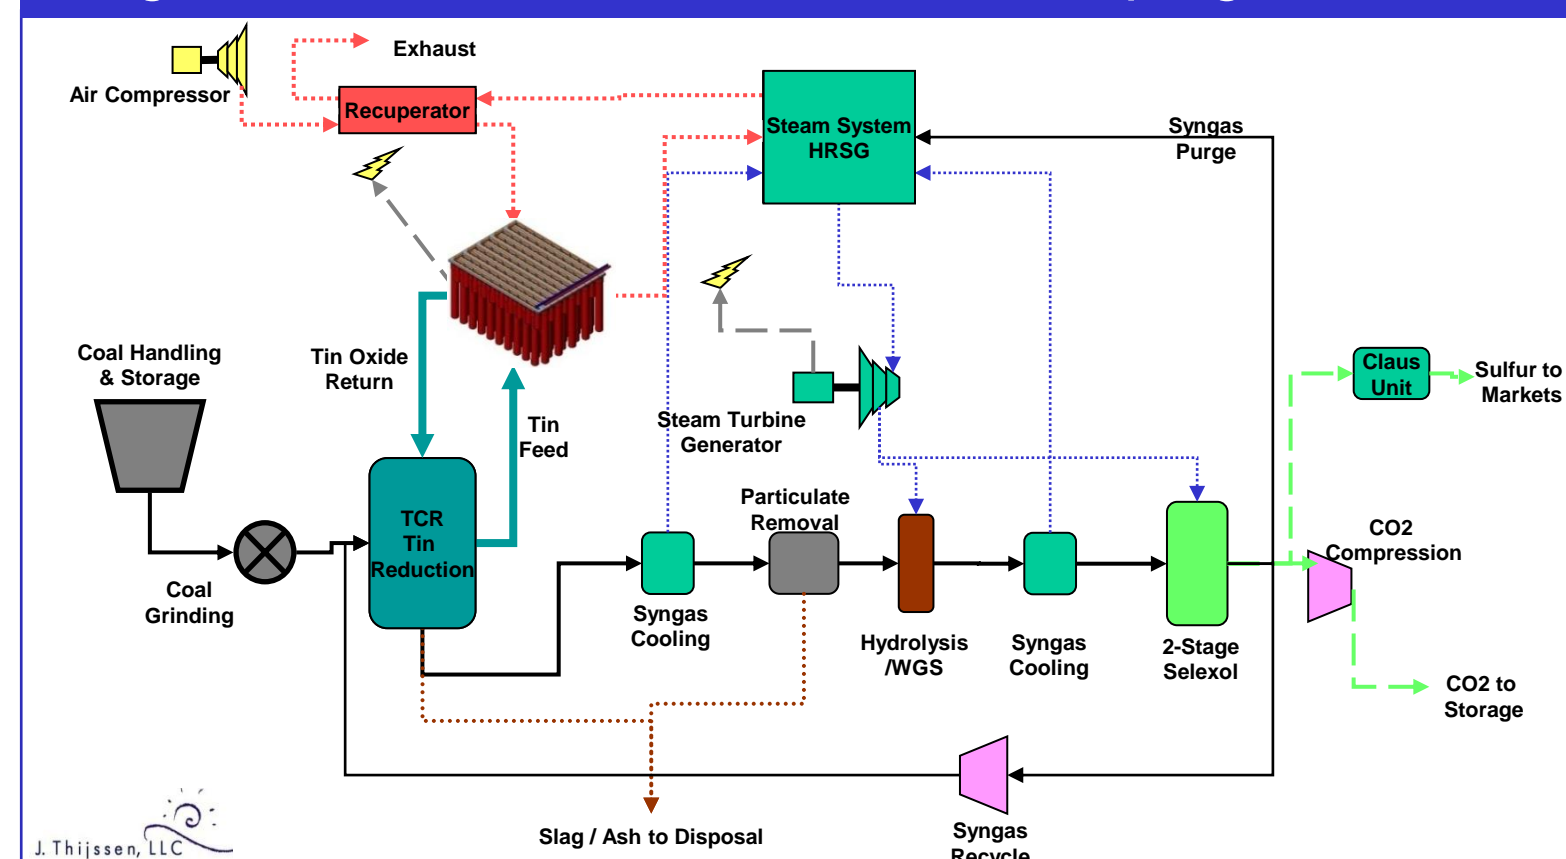 Exhaust
Air Compressor
Recuperator
Steam System
HRSG
Syngas
Purge
Coal Handling
& Storage
Tin Oxide
Return
Tin
Feed
Steam Turbine
Generator
Claus
Unit
Sulfur to
Markets
TCR
Tin
Reduction
Particulate
Removal
CO2
Compression
Coal
Grinding
Syngas
Cooling
Hydrolysis
/WGS
Syngas
Cooling
2-Stage
Selexol
CO2 to
Storage
Slag / Ash to Disposal
Syngas
Recycle
J. Thijssen, LLC